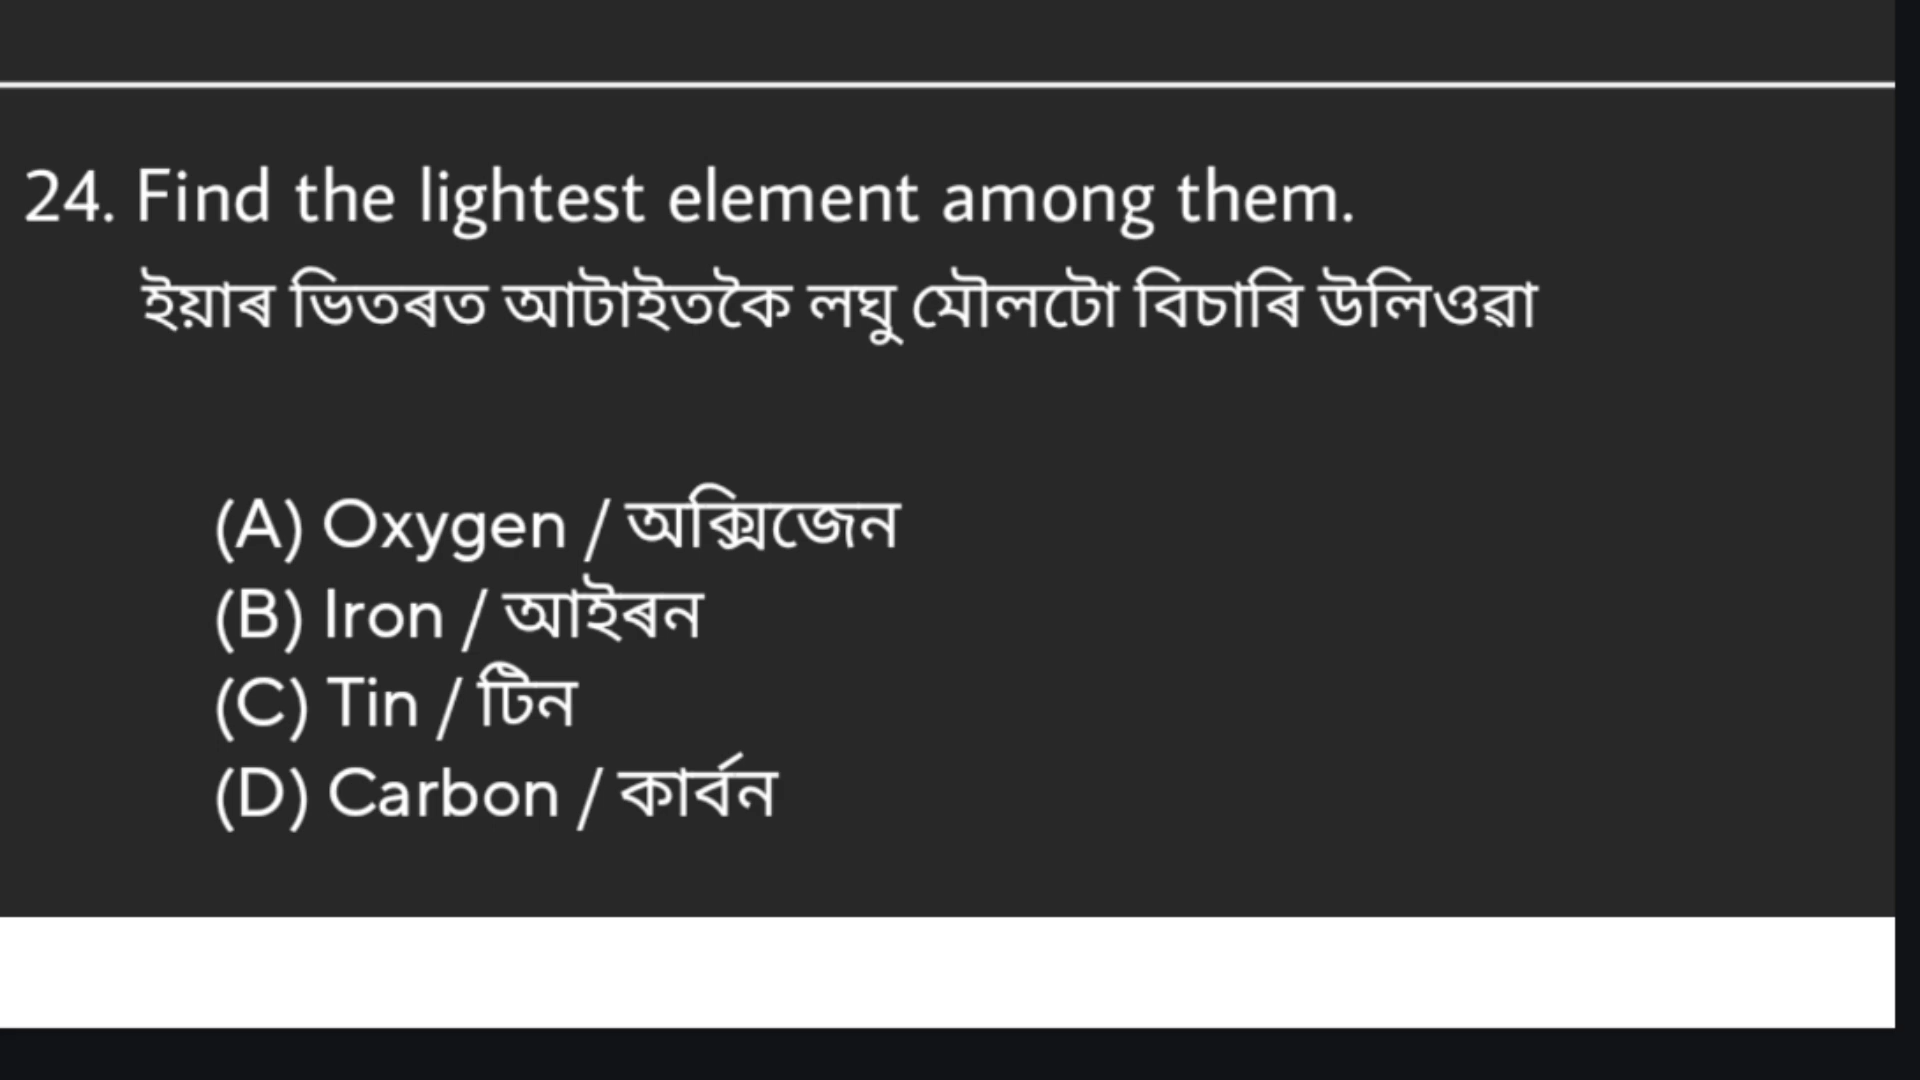 24. Find the lightest element among them.
ইয়াৰ ভিতৰত আটাইতকৈ লঘু মৌলটো বিচাৰি উলিওৱা
(A) Oxygen / অক্সিজেন
(B) Iron / আইৰন
(C) Tin / টিন
(D) Carbon / কাৰ্বন